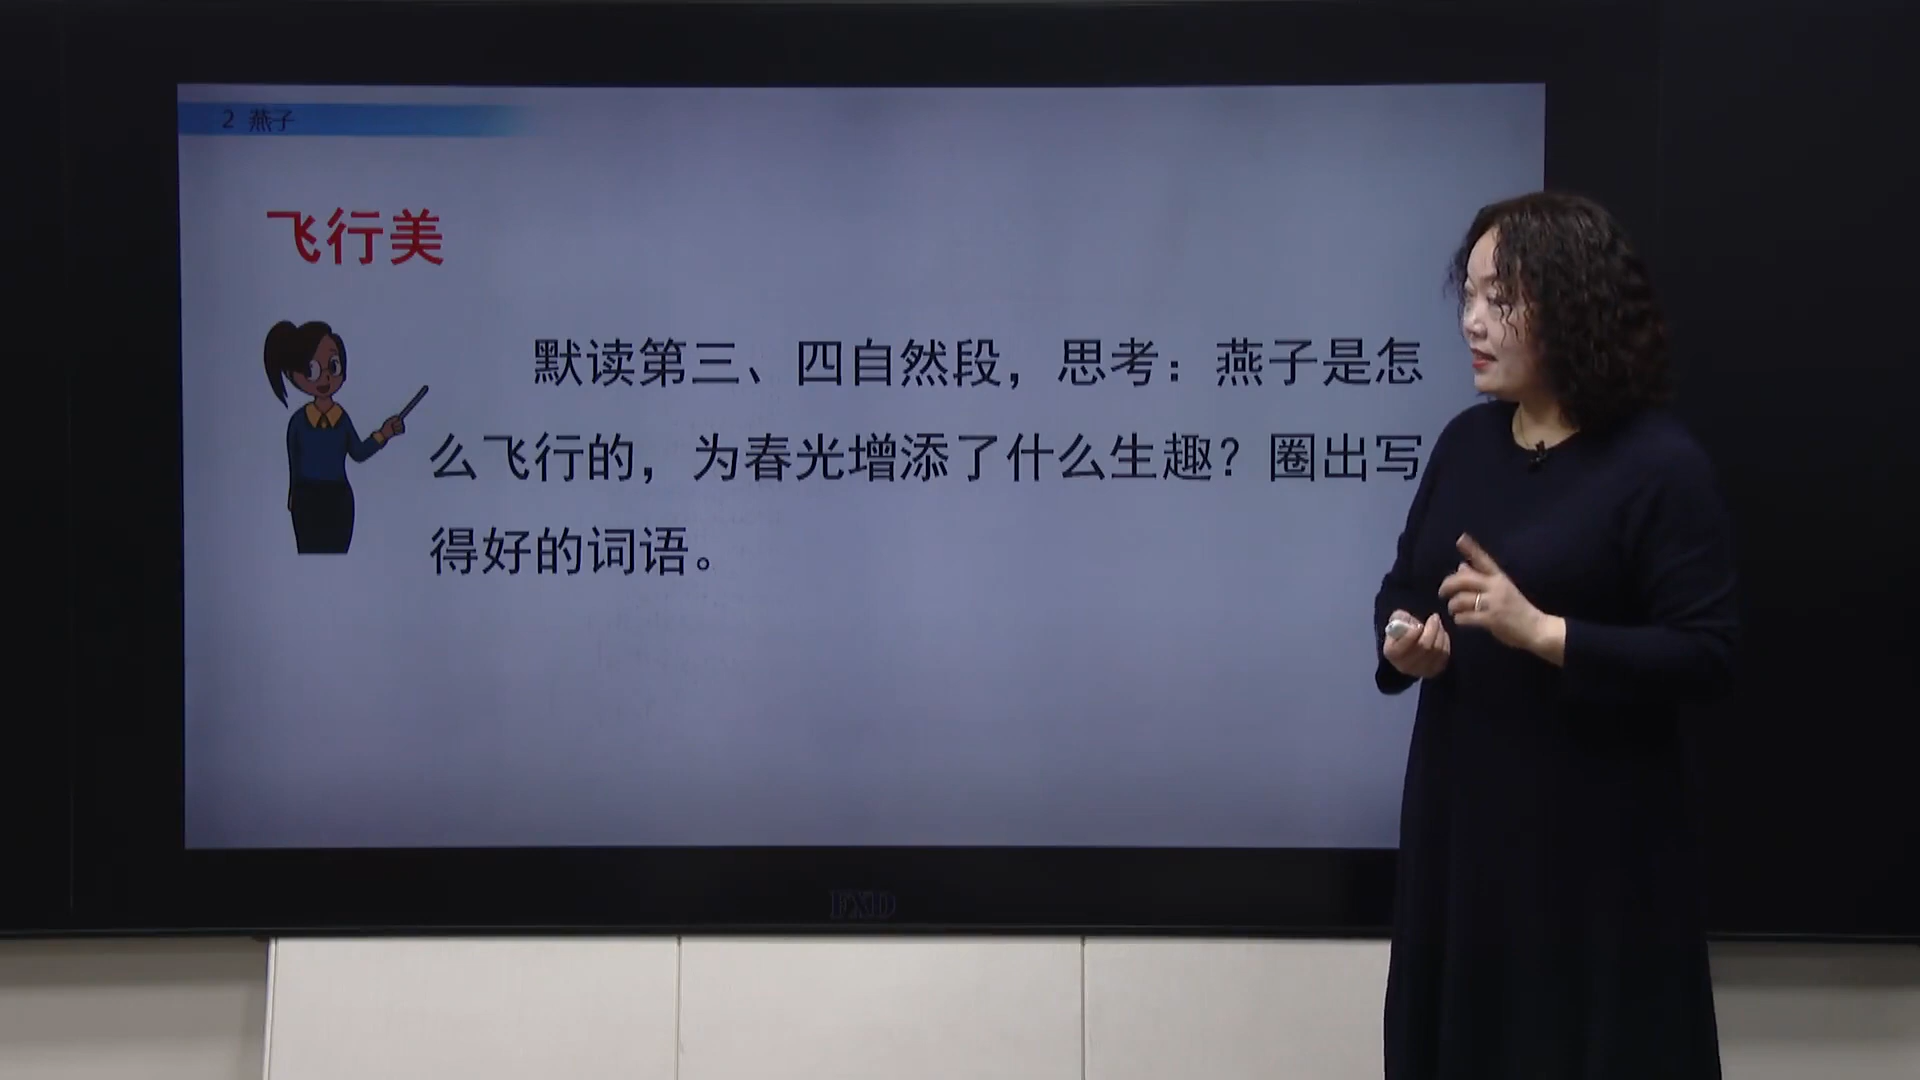 2 燕子
飞行美
默读第三、四自然段，思考：燕子是怎
么飞行的，为春光增添了什么生趣？圈出写
得好的词语。
FXD